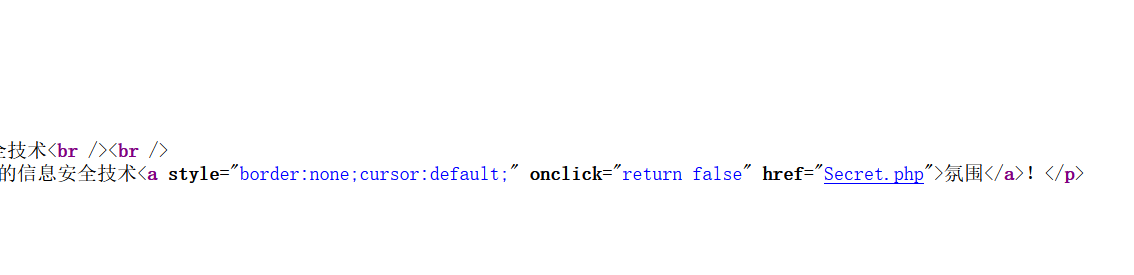 全技术<br /><br />
的信息安全技术<a style="border:none;cursor:default;" onclick="return false" href="Secret.php">氛围</a>！</p>